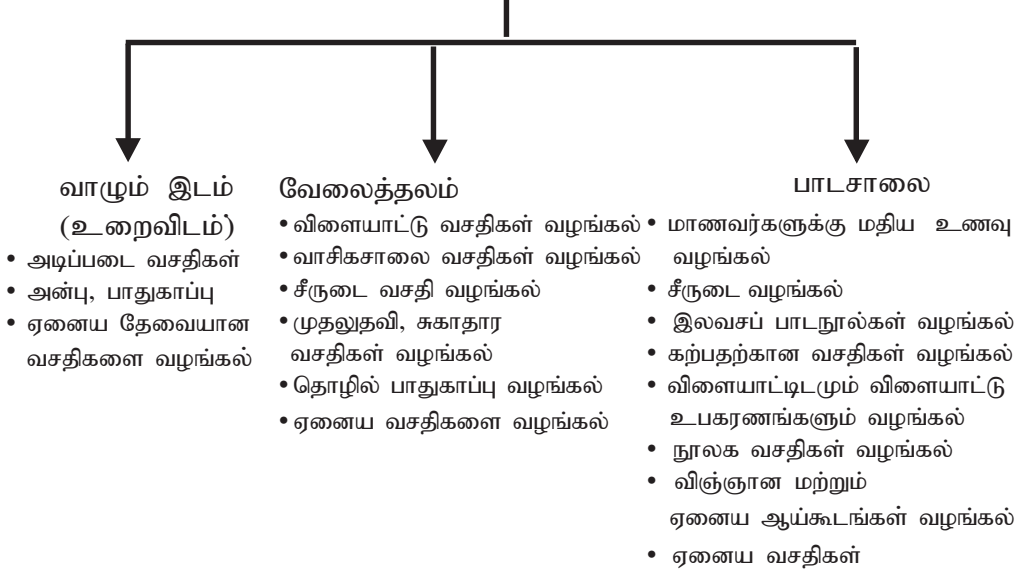 வாழும் இடம்
(உறைவிடம்)
• அடிப்படை வசதிகள்
• அன்பு, பாதுகாப்பு
• ஏனைய தேவையான
வசதிகளை வழங்கல்
வேலைத்தலம்
• விளையாட்டு வசதிகள் வழங்கல்
• வாசிகசாலை வசதிகள் வழங்கல்
• சீருடை வசதி வழங்கல்
• முதலுதவி, சுகாதார
வசதிகள் வழங்கல்
• தொழில் பாதுகாப்பு வழங்கல்
• ஏனைய வசதிகளை வழங்கல்
பாடசாலை
• மாணவர்களுக்கு மதிய உணவு
வழங்கல்
• சீருடை வழங்கல்
• இலவசப் பாடநூல்கள் வழங்கல்
• கற்பதற்கான வசதிகள் வழங்கல்
• விளையாட்டிடமும் விளையாட்டு
உபகரணங்களும் வழங்கல்
• நூலக வசதிகள் வழங்கல்
• விஞ்ஞான மற்றும்
ஏனைய ஆய்கூடங்கள் வழங்கல்
• ஏனைய வசதிகள்